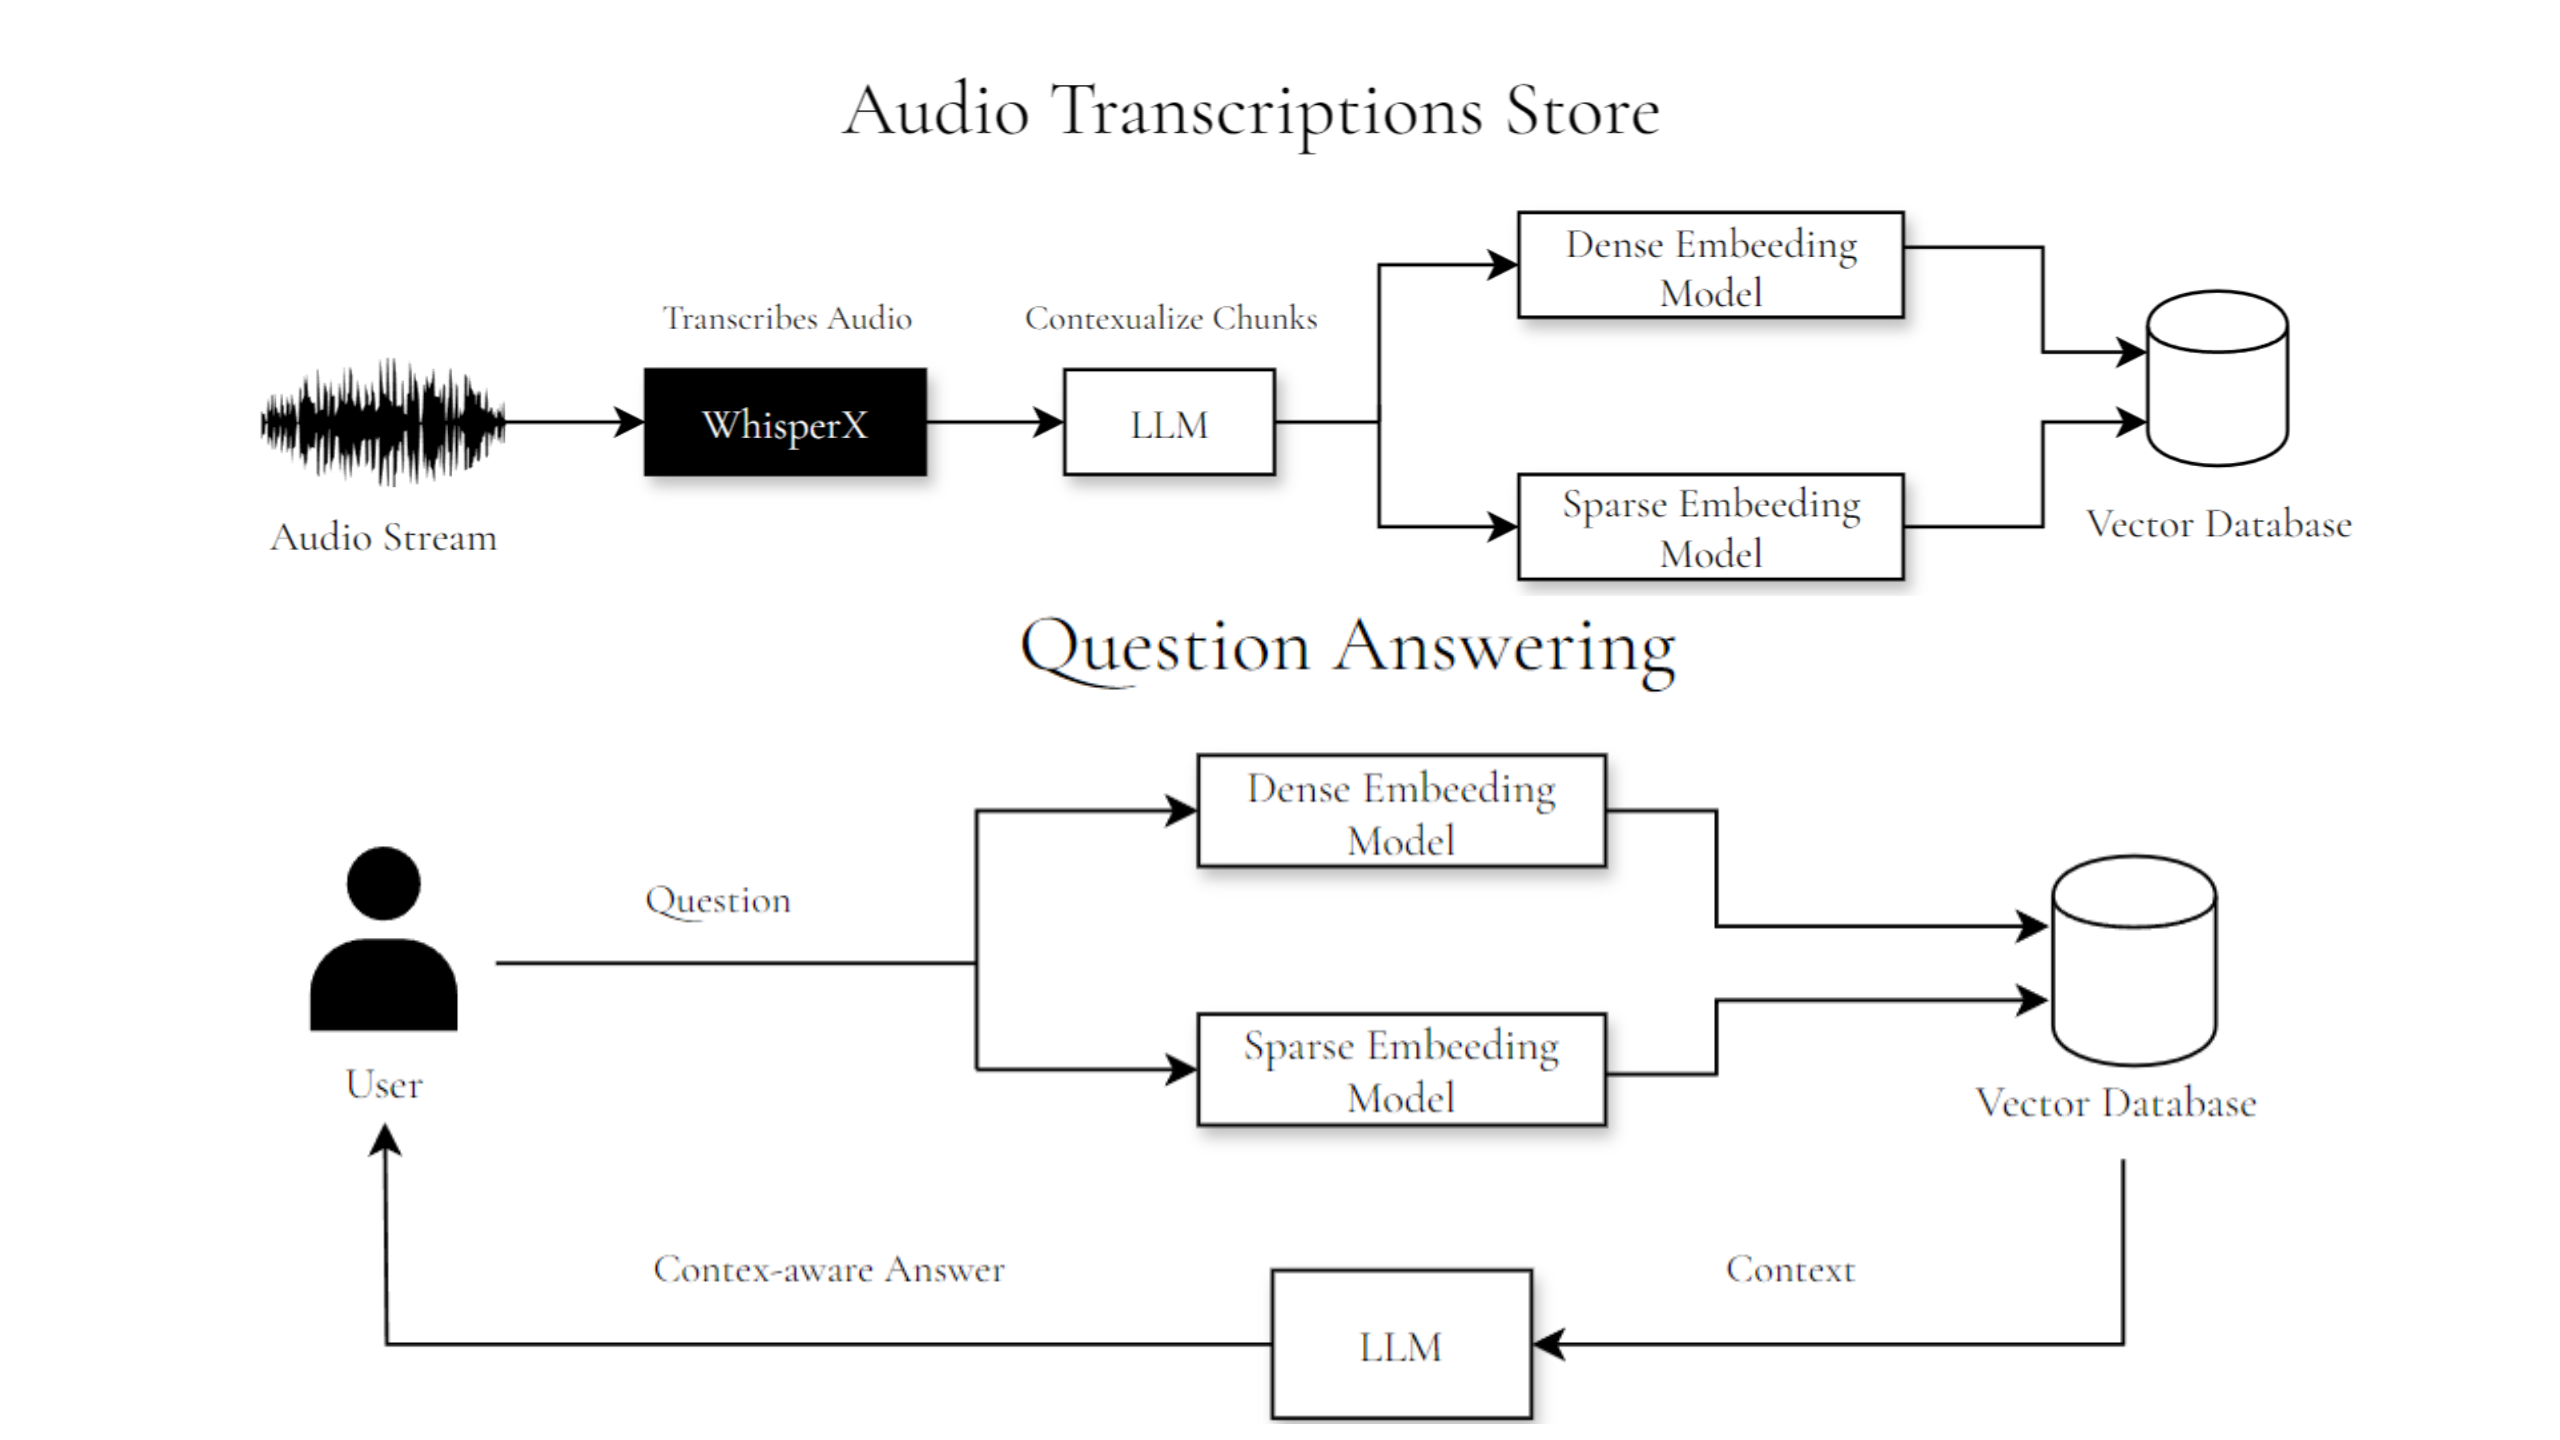 Audio Transcriptions Store
Dense Embeeding
Model
Transcribes Audio
Contexualize Chunks
WhisperX
LLM
Audio Stream
Sparse Embeeding
Model
Vector Database
Question Answering
Dense Embeeding
Model
Question
Sparse Embeeding
Model
User
Vector Database
Contex-aware Answer
Context
LLM